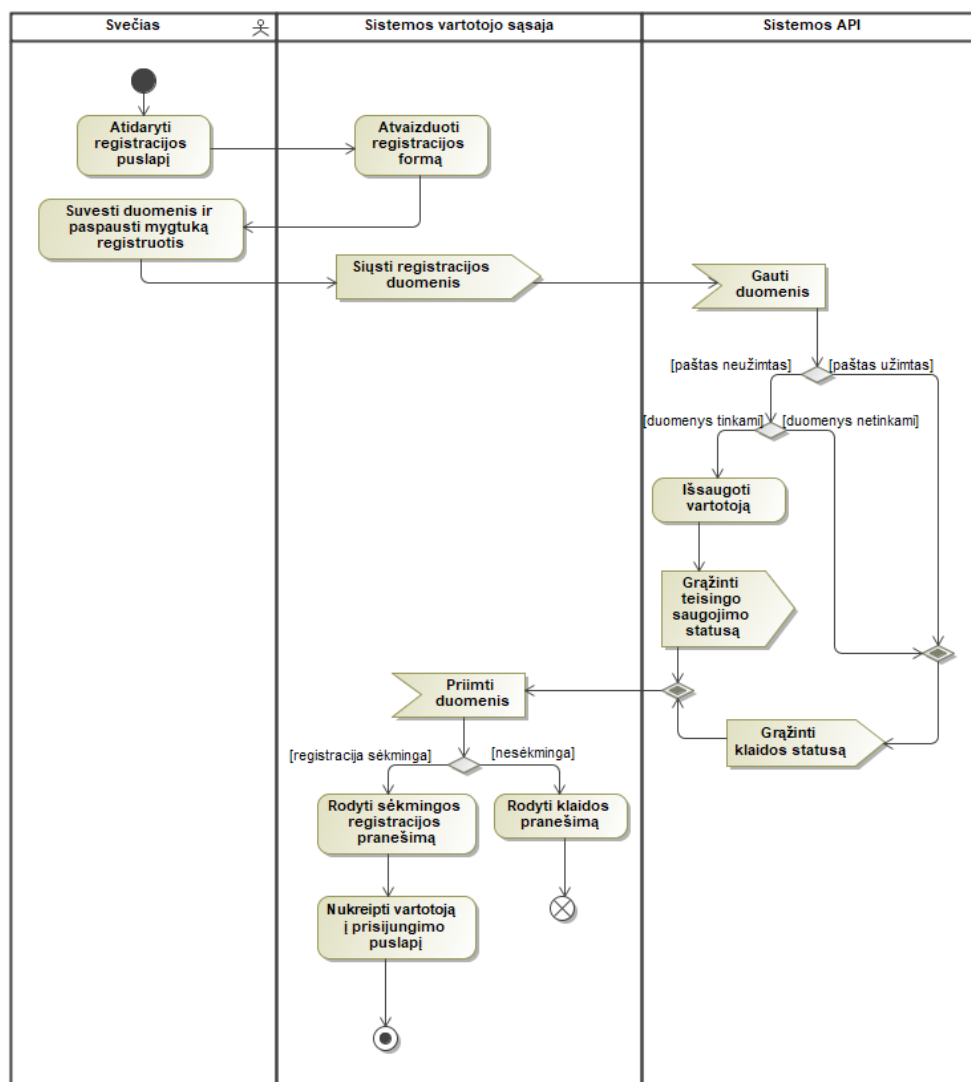 Svečias
Sistemos vartotojo sąsaja
Sistemos API
Atidaryti
registracijos
puslapį
Atvaizduoti
registracijos
formą
Suvesti duomenis ir
paspausti mygtuką
registruotis
Siųsti registracijos
duomenis
Gauti
duomenis
[paštas neužimtas]
[paštas užimtas]
[duomenys tinkami]
[duomenys netinkami]
Išsaugoti
vartotoją
Grąžinti
teisingo
saugojimo
statusą
Priimti
duomenis
Grąžinti
klaidos statusą
[registracija sėkminga]
[nesėkminga]
Rodyti sėkmingos
registracijos
pranešimą
Rodyti klaidos
pranešimą
Nukreipti vartotoją
į prisijungimo
puslapį